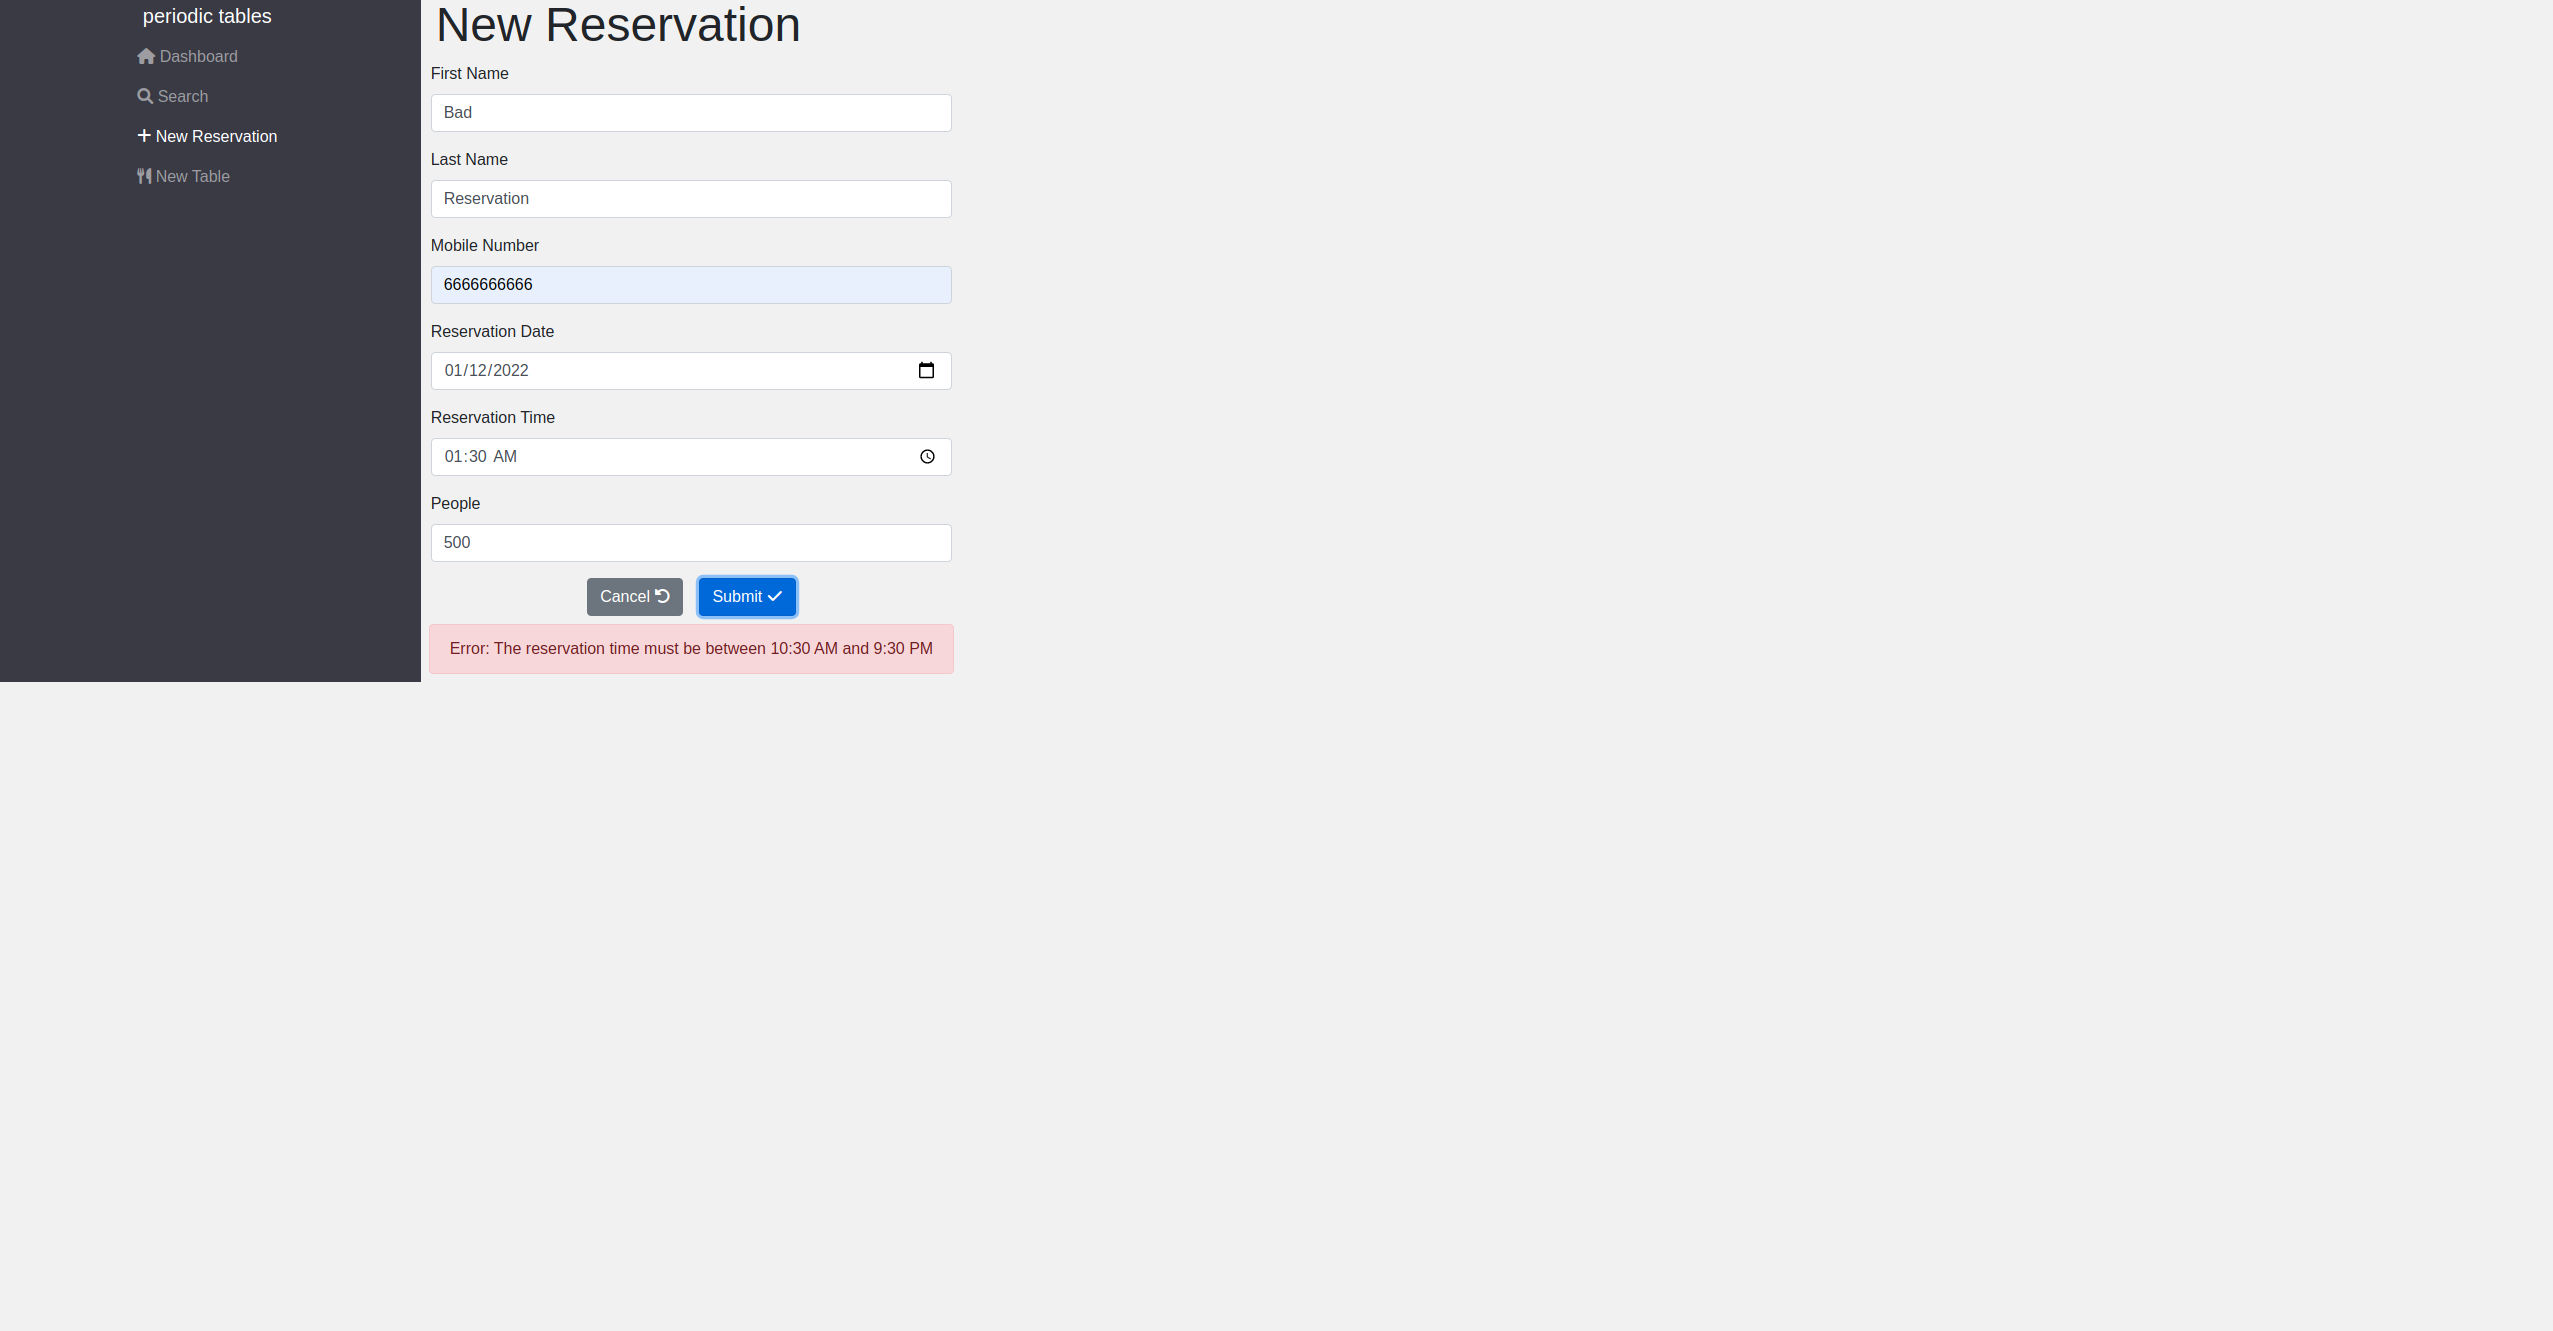 periodic tables
Dashboard
Search
New Reservation
New Table
New Reservation
First Name
Bad
Last Name
Reservation
Mobile Number
6666666666
Reservation Date
01/12/2022
Reservation Time
01:30 AM
People
500
Cancel
Submit
Error: The reservation time must be between 10:30 AM and 9:30 PM